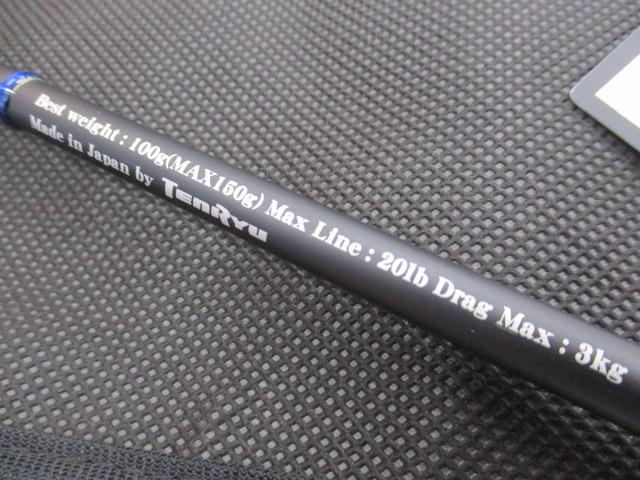 Best weight : 100g(MAX150g) Max Line : 20lb Drag Max : 3kg
Made in Japan by TENRYU